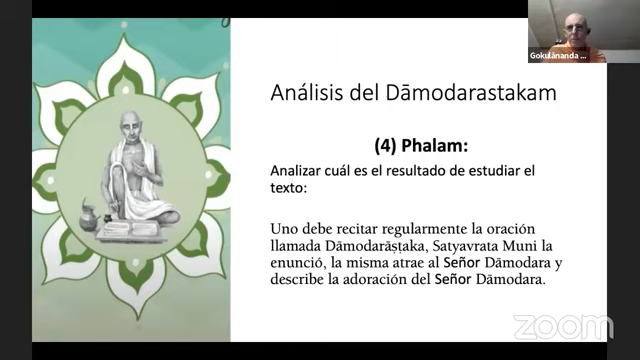 Gokulānanda ...
Análisis del Dāmodarastakam
(4) Phalam:
Analizar cuál es el resultado de estudiar el
texto:
Uno debe recitar regularmente la oración
llamada Dāmodarāṣṭaka, Satyavrata Muni la
enunció, la misma atrae al Señor Dāmodara y
describe la adoración del Señor Dāmodara.
zoom